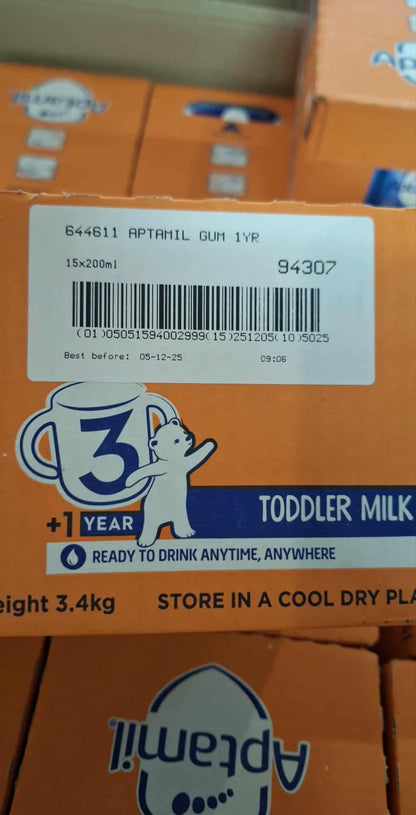 Aptamil
Ap
644611 APTAMIL GUM 1YR
15x200ml
94307
(01)05051594002999(15)251205(10)5025
Best before: 05-12-25
09:06
3
+1 YEAR
TODDLER MILK
READY TO DRINK ANYTIME, ANYWHERE
eight 3.4kg
STORE IN A COOL DRY PLA
Aptamil